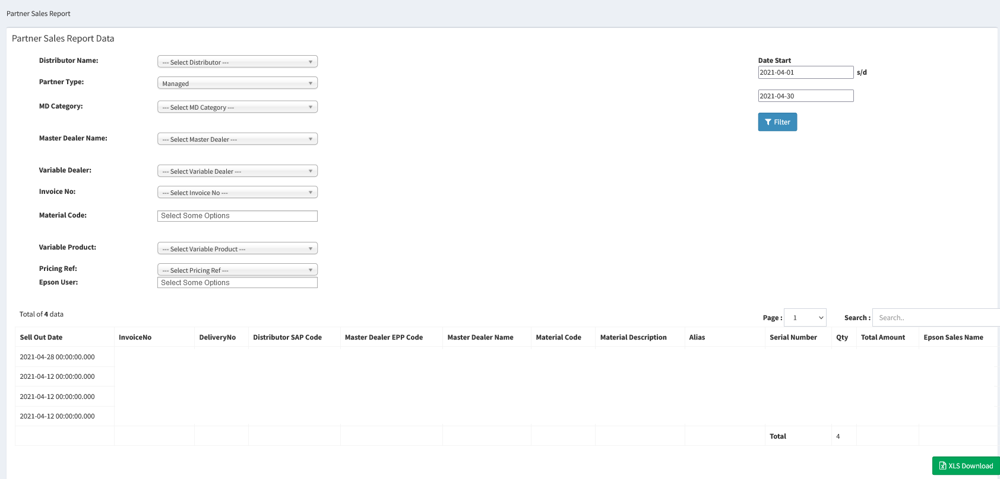 Partner Sales Report
Partner Sales Report Data
Distributor Name: --- Select Distributor ---
Partner Type: Managed
MD Category: --- Select MD Category ---
Master Dealer Name: --- Select Master Dealer ---
Variable Dealer: --- Select Variable Dealer ---
Invoice No: --- Select Invoice No ---
Material Code: Select Some Options
Variable Product: --- Select Variable Product ---
Pricing Ref: --- Select Pricing Ref ---
Epson User: Select Some Options
Date Start
2021-04-01 s/d
2021-04-30
Filter
Total of 4 data
Page : 1 Search : Search..
Sell Out Date InvoiceNo DeliveryNo Distributor SAP Code Master Dealer EPP Code Master Dealer Name Material Code Material Description Alias Serial Number Qty Total Amount Epson Sales Name
2021-04-28 00:00:00.000
2021-04-12 00:00:00.000
2021-04-12 00:00:00.000
2021-04-12 00:00:00.000
Total 4
XLS Download